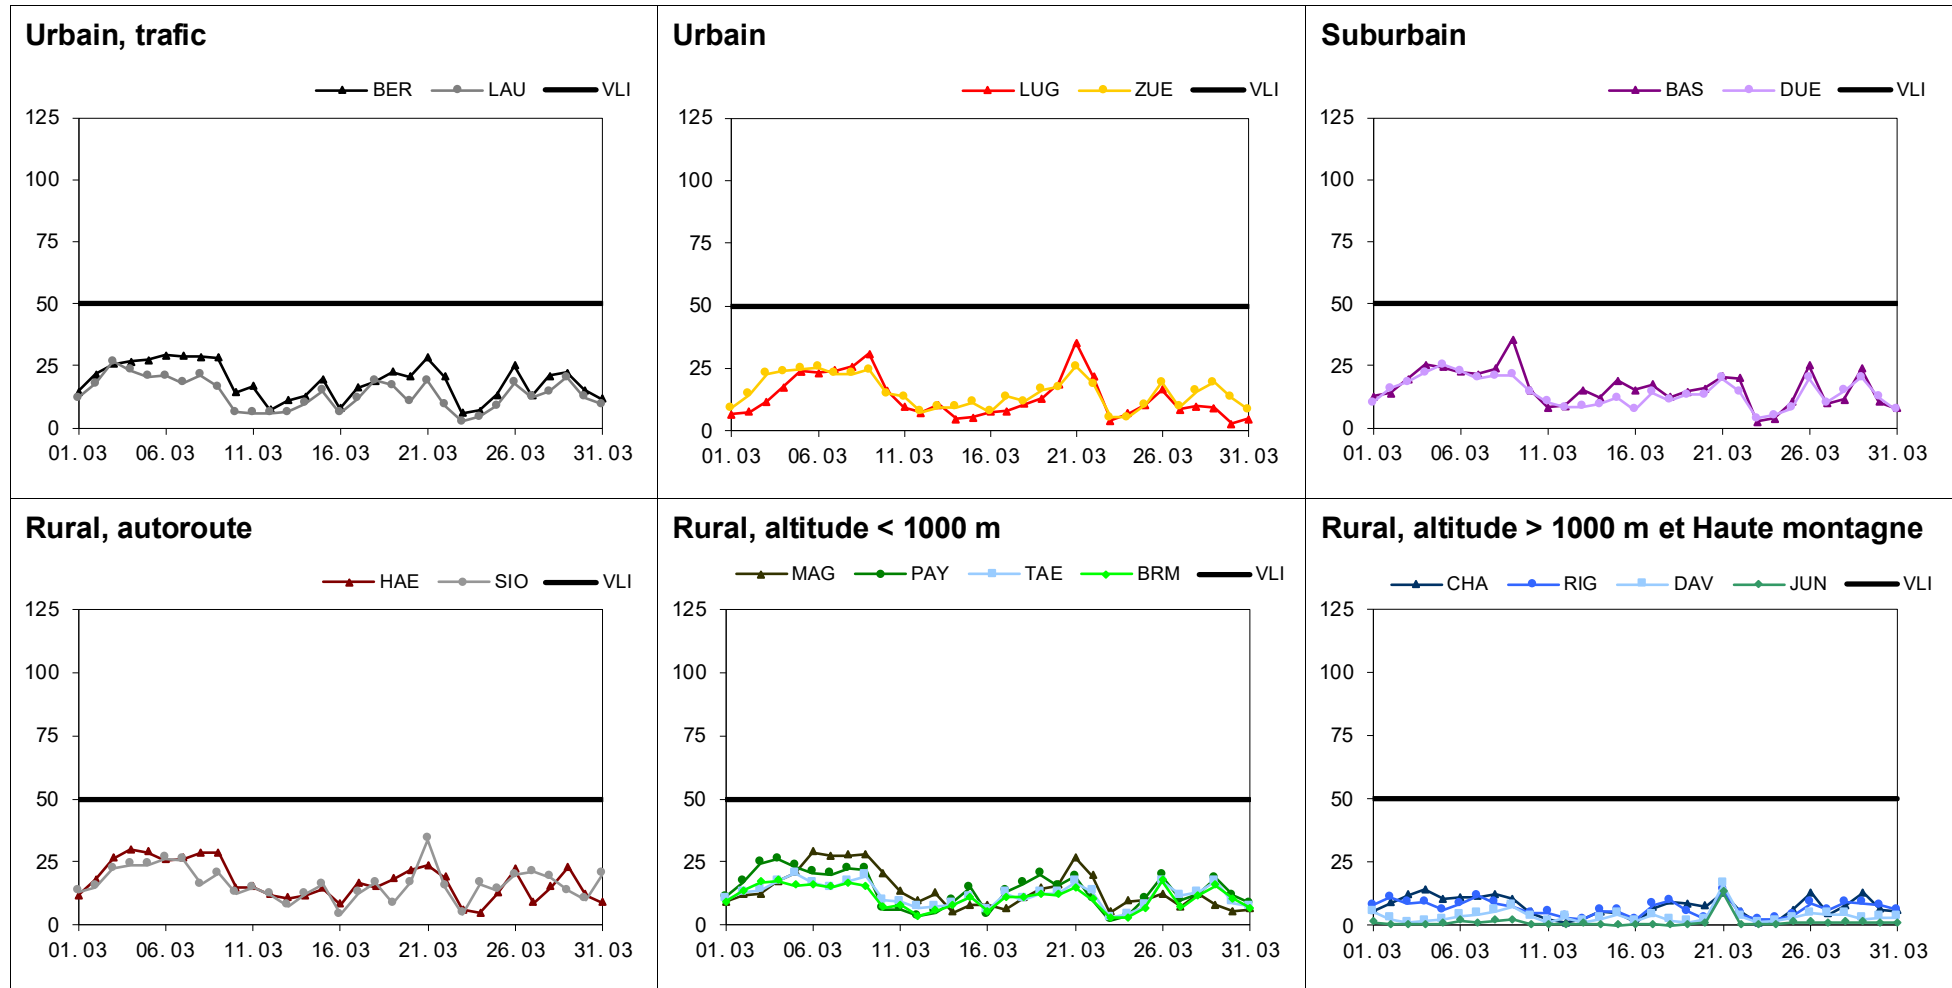 Urbain, trafic
BER LAU VLI
125
100
75
50
25
0
01.03 06.03 11.03 16.03 21.03 26.03 31.03
Urbain
LUG ZUE VLI
125
100
75
50
25
0
01.03 06.03 11.03 16.03 21.03 26.03 31.03
Suburbain
BAS DUE VLI
125
100
75
50
25
0
01.03 06.03 11.03 16.03 21.03 26.03 31.03
Rural, autoroute
HAE SIO VLI
125
100
75
50
25
0
01.03 06.03 11.03 16.03 21.03 26.03 31.03
Rural, altitude < 1000 m
MAG PAY TAE BRM VLI
125
100
75
50
25
0
01.03 06.03 11.03 16.03 21.03 26.03 31.03
Rural, altitude > 1000 m et Haute montagne
CHA RIG DAV JUN VLI
125
100
75
50
25
0
01.03 06.03 11.03 16.03 21.03 26.03 31.03